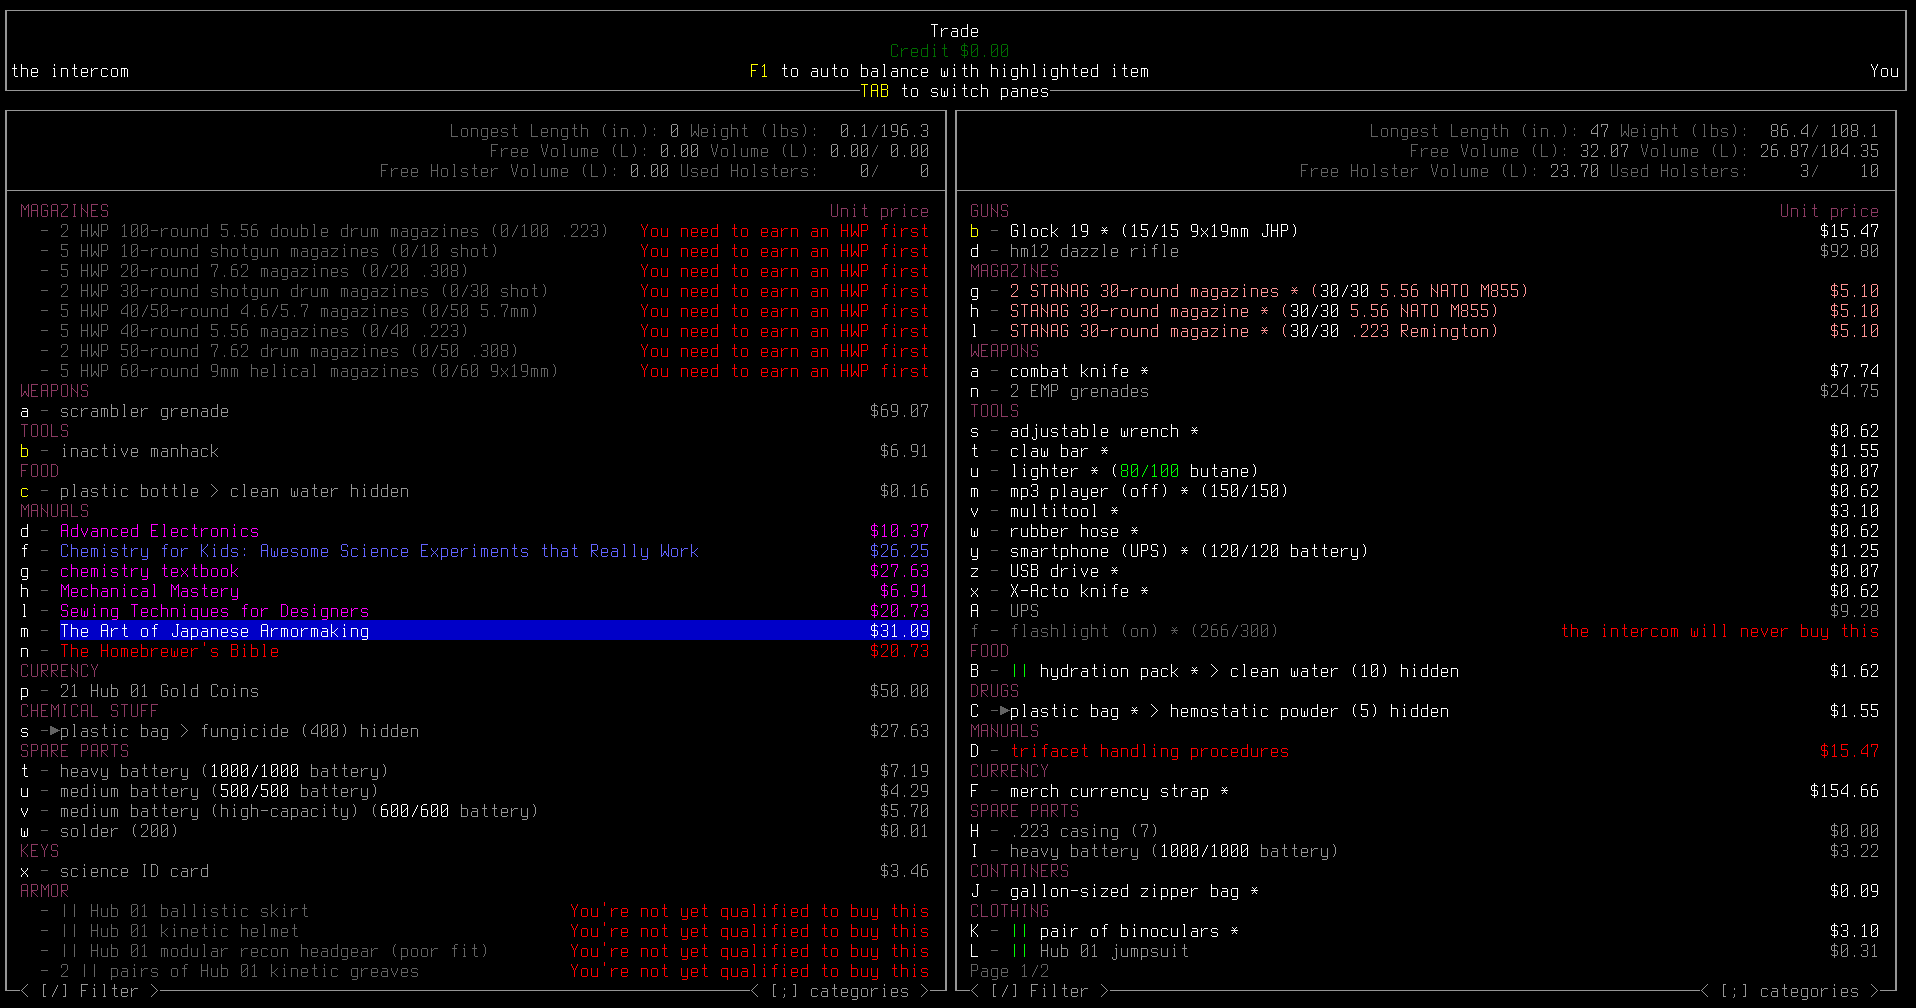 Trade
Credit $0.00
the intercom F1 to auto balance with highlighted item You
TAB to switch panes
Longest Length (in.): 0 Weight (lbs): 0.1/196.3
Free Volume (L): 0.00 Volume (L): 0.00/ 0.00
Free Holster Volume (L): 0.00 Used Holsters: 0/ 0
MAGAZINES Unit price
- 2 HWP 100-round 5.56 double drum magazines (0/100 .223) You need to earn an HWP first
- 5 HWP 10-round shotgun magazines (0/10 shot) You need to earn an HWP first
- 5 HWP 20-round 7.62 magazines (0/20 .308) You need to earn an HWP first
- 2 HWP 30-round shotgun drum magazines (0/30 shot) You need to earn an HWP first
- 5 HWP 40/50-round 4.6/5.7 magazines (0/50 5.7mm) You need to earn an HWP first
- 5 HWP 40-round 5.56 magazines (0/40 .223) You need to earn an HWP first
- 2 HWP 50-round 7.62 drum magazines (0/50 .308) You need to earn an HWP first
- 5 HWP 60-round 9mm helical magazines (0/60 9x19mm) You need to earn an HWP first
WEAPONS
a - scrambler grenade $69.07
TOOLS
b - inactive manhack $6.91
FOOD
c - plastic bottle > clean water hidden $0.16
MANUALS
d - Advanced Electronics $10.37
f - Chemistry for Kids: Awesome Science Experiments that Really Work $26.25
g - chemistry textbook $27.63
h - Mechanical Mastery $6.91
l - Sewing Techniques for Designers $20.73
m - The Art of Japanese Armormaking $31.09
n - The Homebrewer's Bible $20.73
CURRENCY
p - 21 Hub 01 Gold Coins $50.00
CHEMICAL STUFF
s -►plastic bag > fungicide (400) hidden $27.63
SPARE PARTS
t - heavy battery (1000/1000 battery) $7.19
u - medium battery (500/500 battery) $4.29
v - medium battery (high-capacity) (600/600 battery) $5.70
w - solder (200) $0.01
KEYS
x - science ID card $3.46
ARMOR
- || Hub 01 ballistic skirt You're not yet qualified to buy this
- || Hub 01 kinetic helmet You're not yet qualified to buy this
- || Hub 01 modular recon headgear (poor fit) You're not yet qualified to buy this
- 2 || pairs of Hub 01 kinetic greaves You're not yet qualified to buy this
< [/] Filter > < [;] categories >
Longest Length (in.): 47 Weight (lbs): 86.4/ 108.1
Free Volume (L): 32.07 Volume (L): 26.87/104.35
Free Holster Volume (L): 23.70 Used Holsters: 3/ 10
GUNS Unit price
b - Glock 19 * (15/15 9x19mm JHP) $15.47
d - hm12 dazzle rifle $92.80
MAGAZINES
g - 2 STANAG 30-round magazines * (30/30 5.56 NATO M855) $5.10
h - STANAG 30-round magazine * (30/30 5.56 NATO M855) $5.10
l - STANAG 30-round magazine * (30/30 .223 Remington) $5.10
WEAPONS
a - combat knife * $7.74
n - 2 EMP grenades $24.75
TOOLS
s - adjustable wrench * $0.62
t - claw bar * $1.55
u - lighter * (80/100 butane) $0.07
m - mp3 player (off) * (150/150) $0.62
v - multitool * $3.10
w - rubber hose * $0.62
y - smartphone (UPS) * (120/120 battery) $1.25
z - USB drive * $0.07
x - X-Acto knife * $0.62
A - UPS $9.28
f - flashlight (on) * (266/300) the intercom will never buy this
FOOD
B - || hydration pack * > clean water (10) hidden $1.62
DRUGS
C -►plastic bag * > hemostatic powder (5) hidden $1.55
MANUALS
D - trifacet handling procedures $15.47
CURRENCY
F - merch currency strap * $154.66
SPARE PARTS
H - .223 casing (7) $0.00
I - heavy battery (1000/1000 battery) $3.22
CONTAINERS
J - gallon-sized zipper bag * $0.09
CLOTHING
K - || pair of binoculars * $3.10
L - || Hub 01 jumpsuit $0.31
Page 1/2
< [/] Filter > < [;] categories >